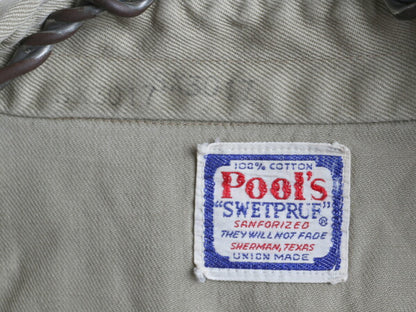 100% COTTON
Pool's
"SWETPRUF"®
SANFORIZED
THEY WILL NOT FADE
SHERMAN, TEXAS
UNION MADE